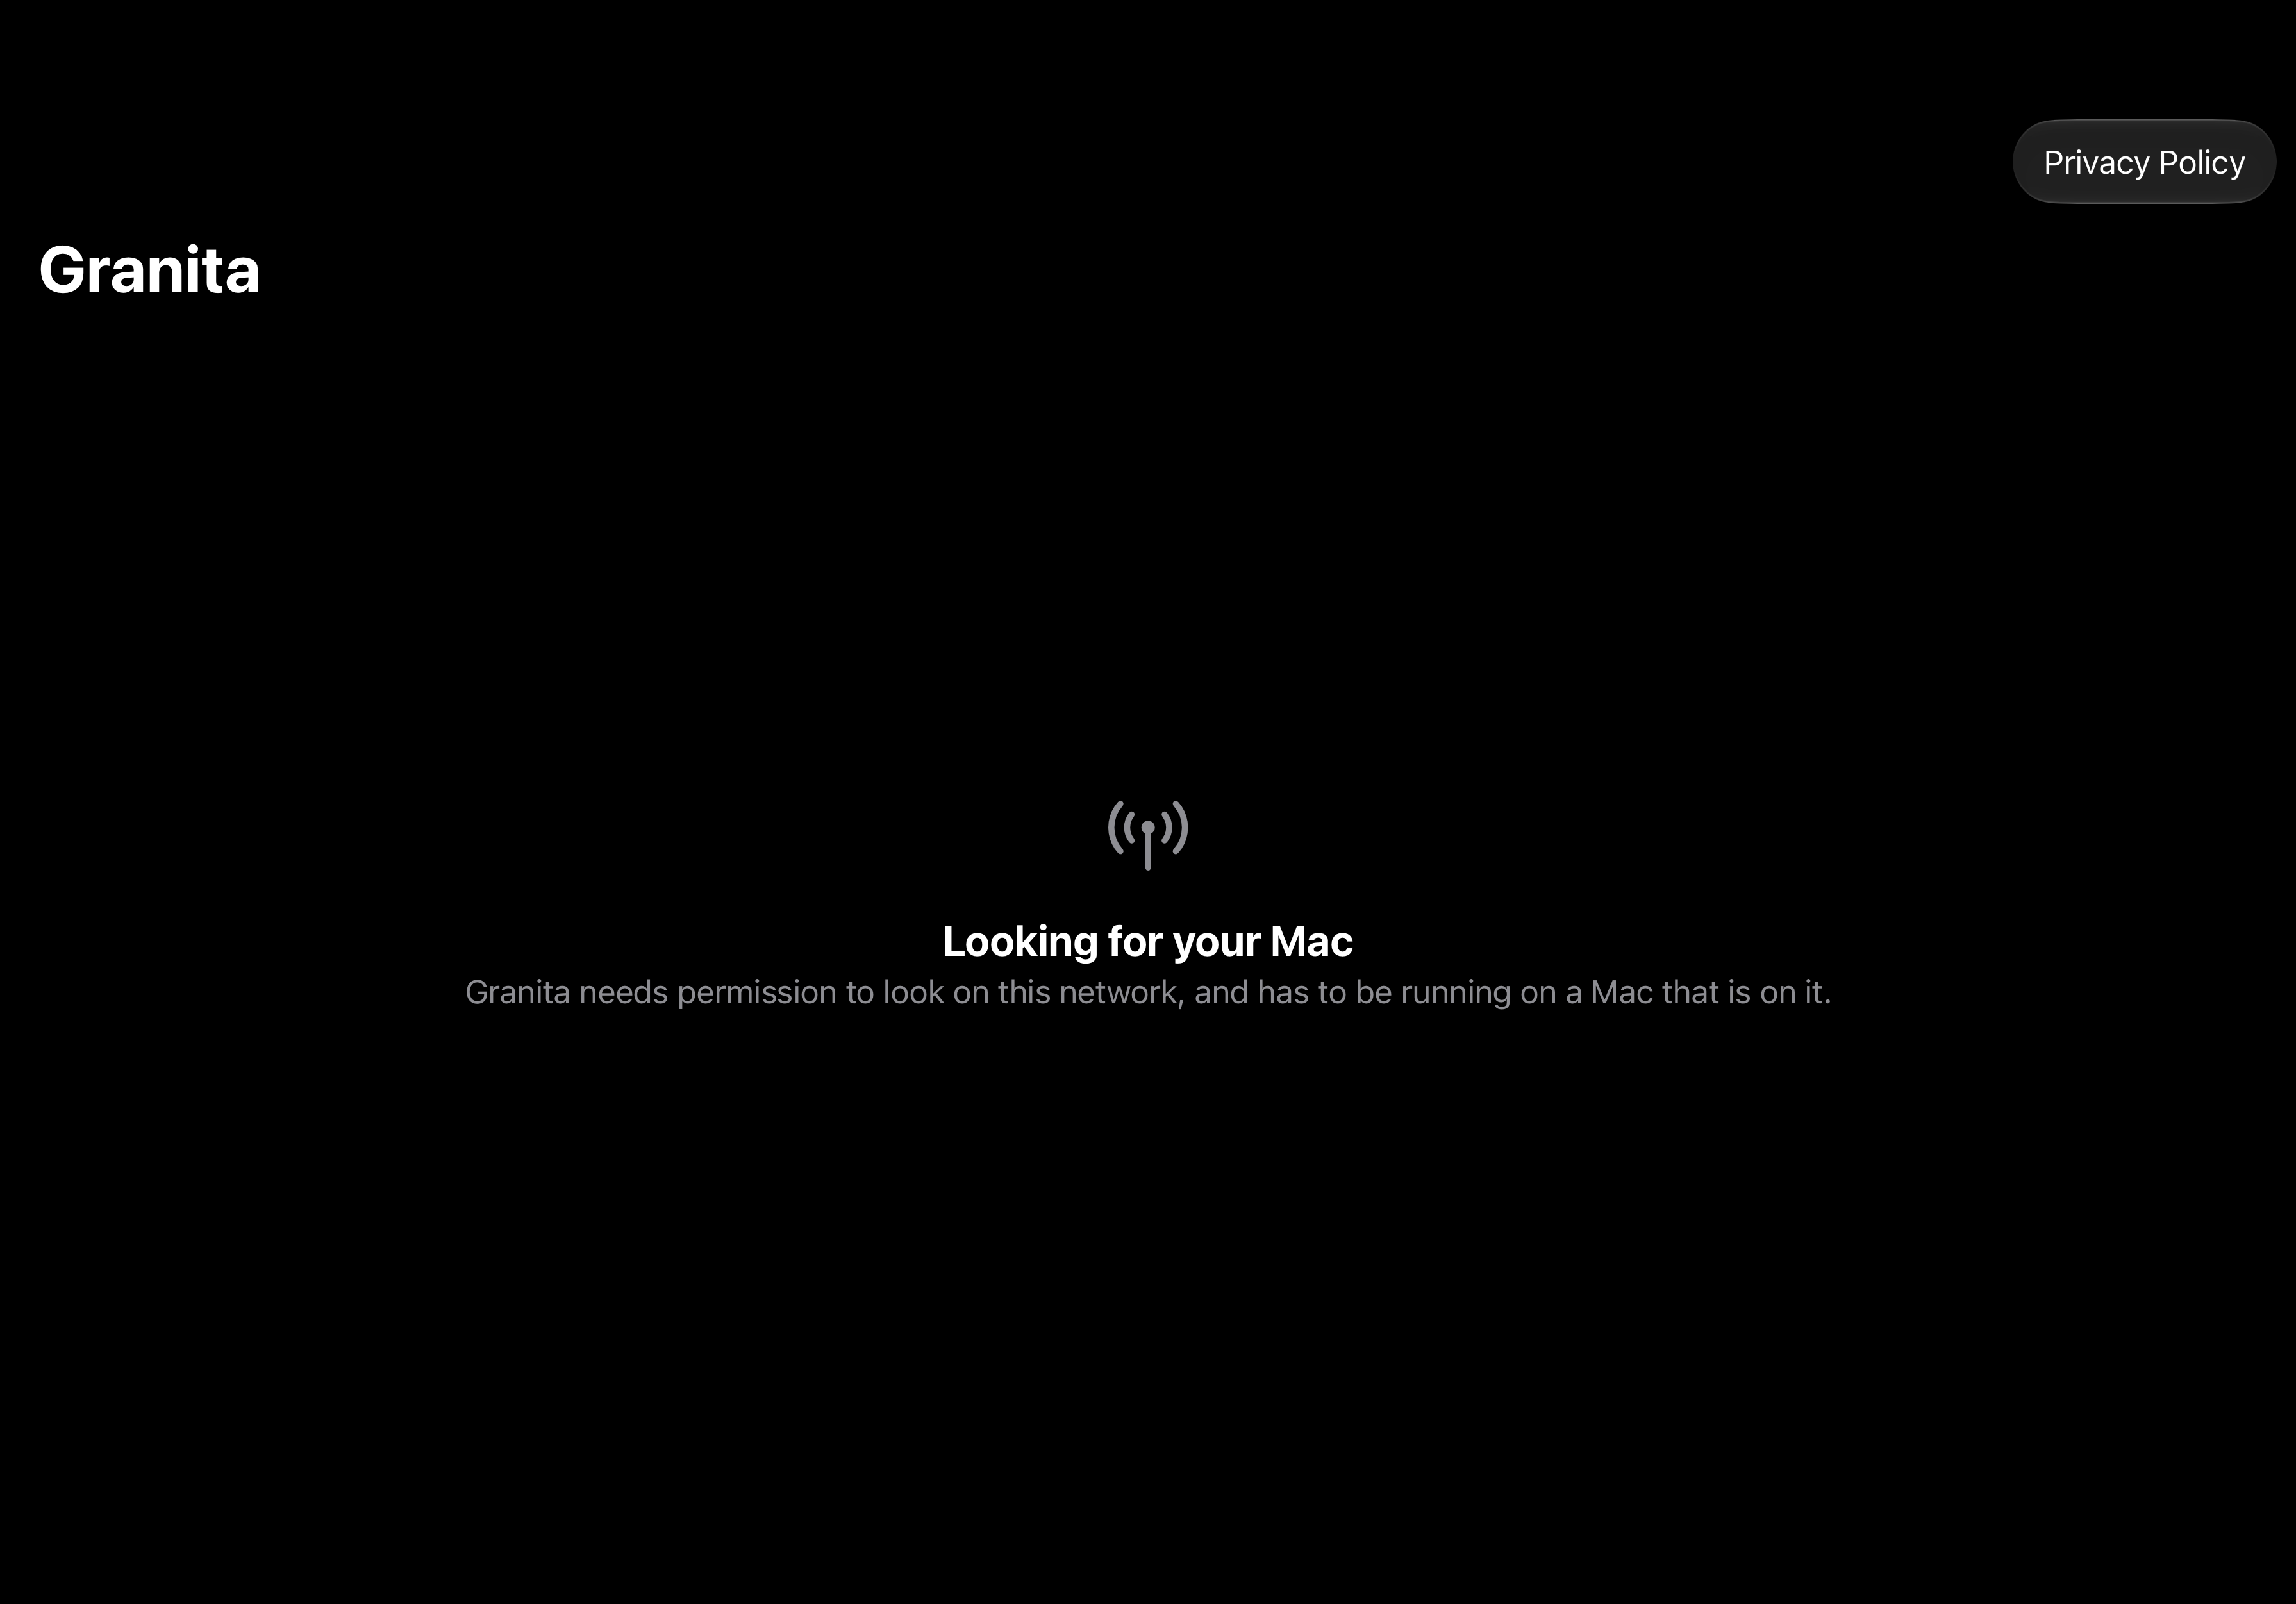 Privacy Policy
Granita
Looking for your Mac
Granita needs permission to look on this network, and has to be running on a Mac that is on it.